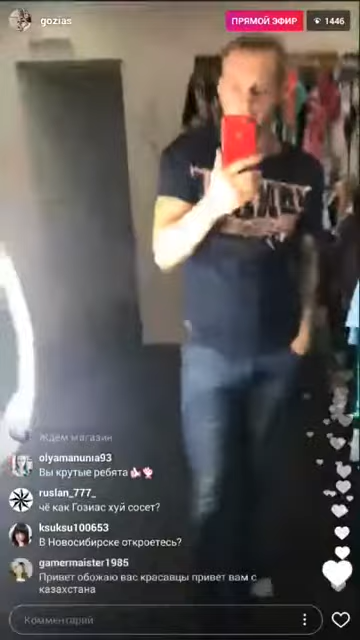 gozias
ПРЯМОЙ ЭФИР
1446
Ждём магазин
olyamanunia93
Вы крутые ребята
ruslan_777_
чё как Гозиас хуй сосет?
ksuksu100653
В Новосибирске откроетесь?
gamermaister1985
Привет обожаю вас красавцы привет вам с
казахстана
Комментарий